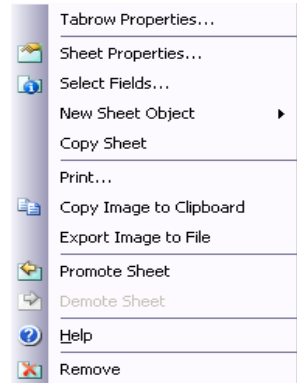 Tabrow Properties...
Sheet Properties...
Select Fields...
New Sheet Object
Copy Sheet
Print...
Copy Image to Clipboard
Export Image to File
Promote Sheet
Demote Sheet
Help
Remove